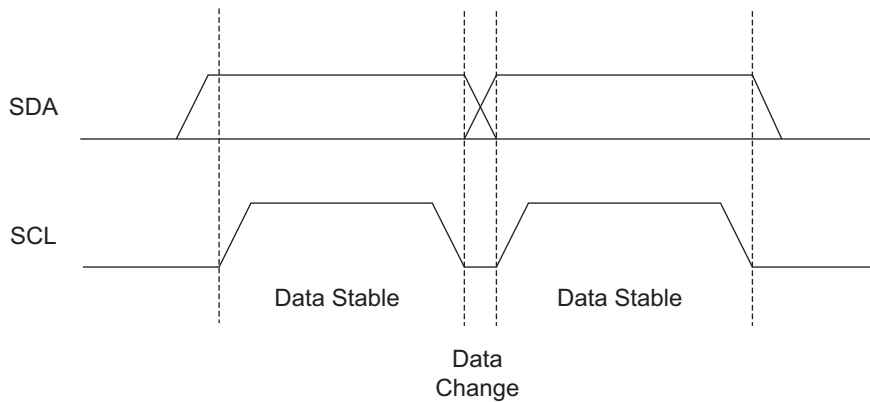 SDA
SCL
Data Stable
Data Stable
Data
Change